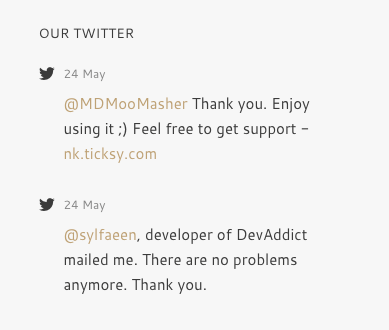 OUR TWITTER
24 May
@MDMooMasher Thank you. Enjoy
using it ;) Feel free to get support -
nk.ticksy.com
24 May
@sylfaeen, developer of DevAddict
mailed me. There are no problems
anymore. Thank you.